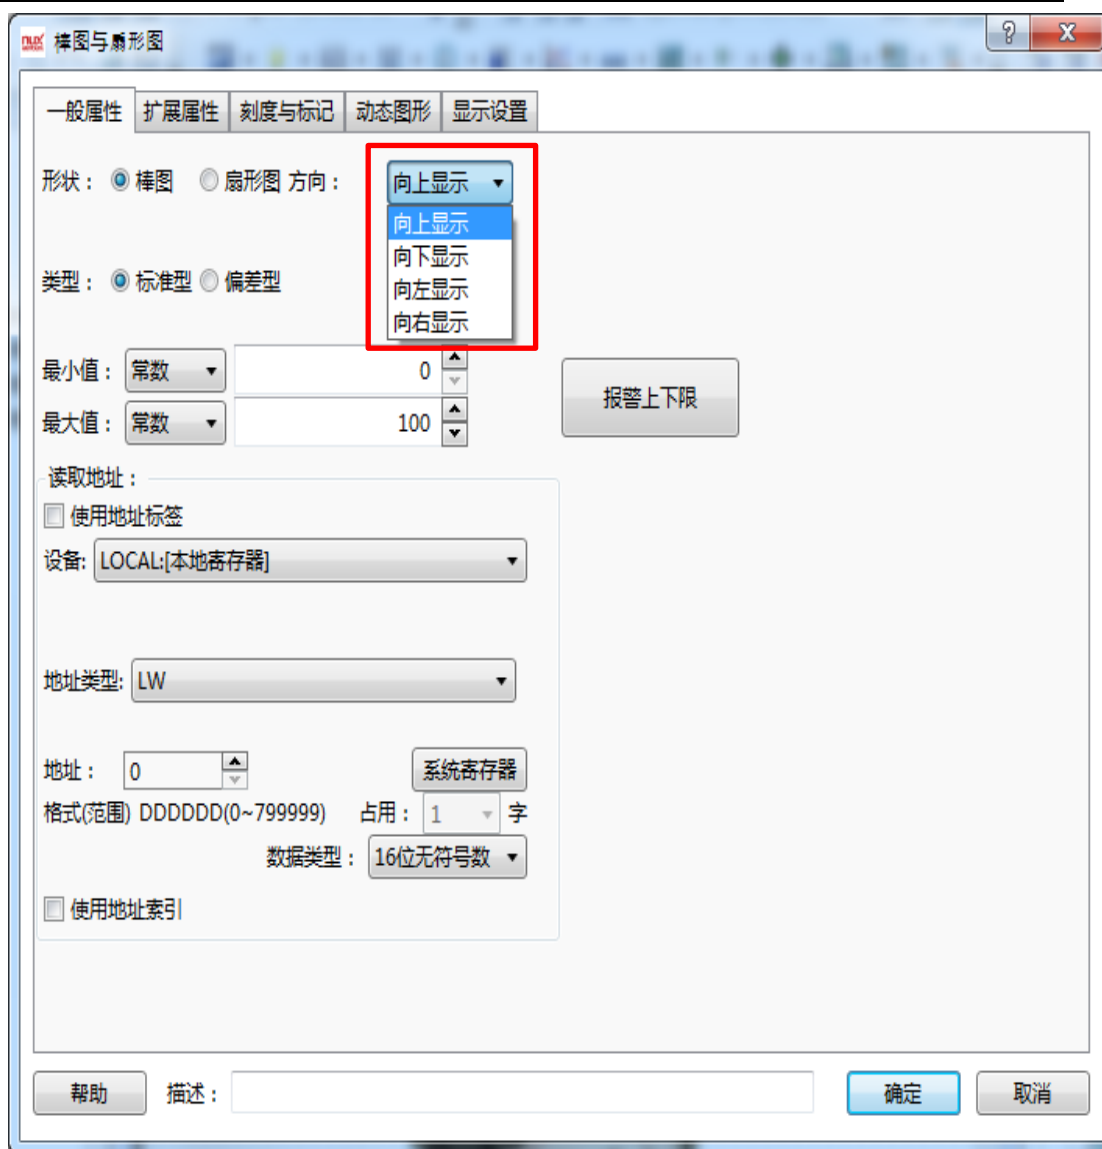 棒图与扇形图
一般属性 扩展属性 刻度与标记 动态图形 显示设置
形状： 棒图 扇形图 方向： 向上显示
向上显示
向下显示
类型： 标准型 偏差型
向左显示
向右显示
最小值： 常数 0
报警上下限
最大值： 常数 100
读取地址：
使用地址标签
设备: LOCAL:[本地寄存器]
地址类型: LW
地址： 0 系统寄存器
格式(范围) DDDDDD(0~799999) 占用： 1 字
数据类型： 16位无符号数
使用地址索引
帮助 描述： 确定 取消